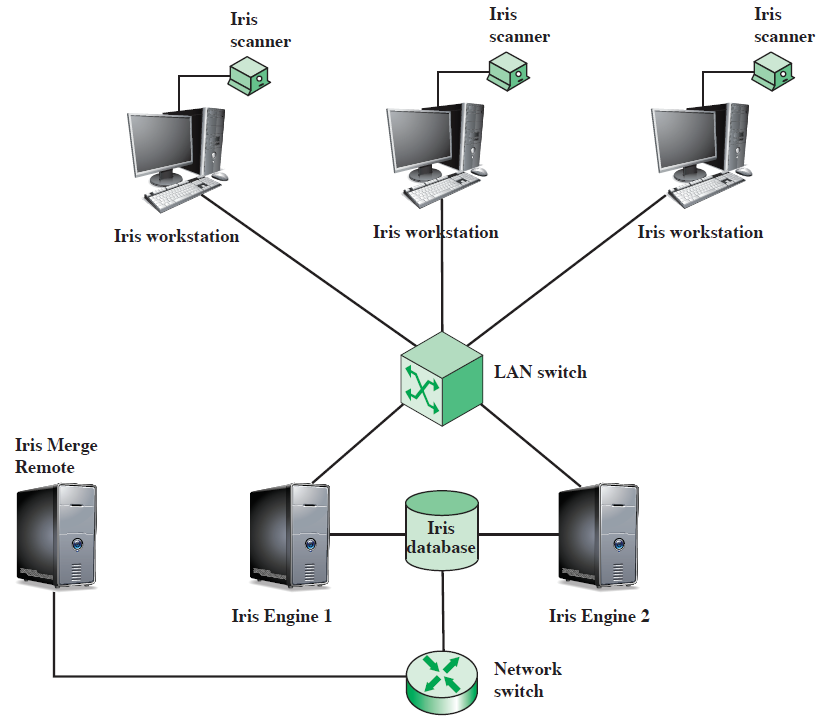 Iris
scanner
Iris
scanner
Iris
scanner
Iris workstation
Iris workstation
Iris workstation
LAN switch
Iris Merge
Remote
Iris
database
Iris Engine 1
Iris Engine 2
Network
switch